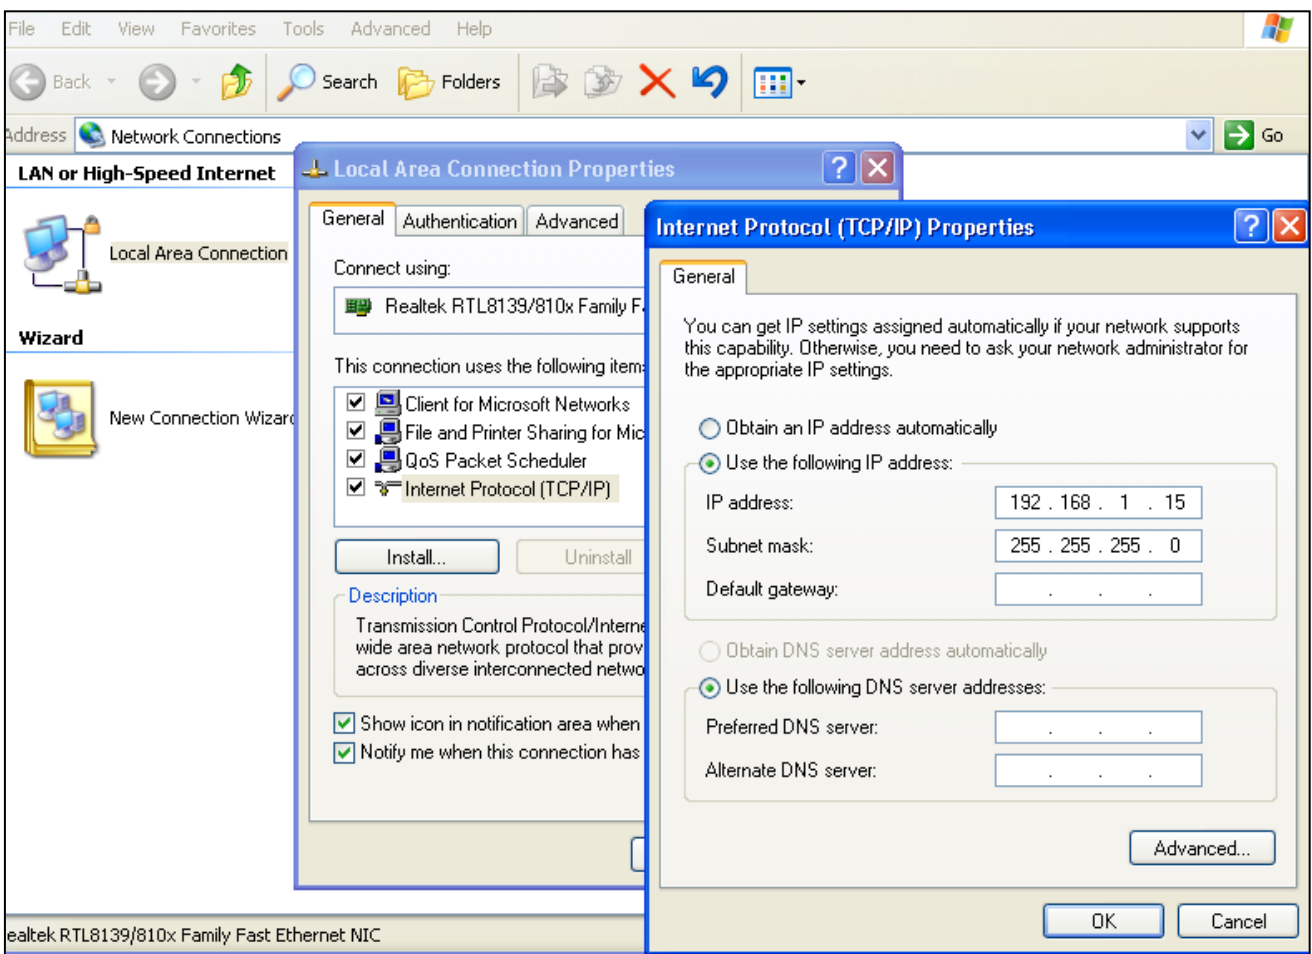 File Edit View Favorites Tools Advanced Help
Back Search Folders
Address Network Connections Go
LAN or High-Speed Internet
Local Area Connection
Wizard
New Connection Wizard
ealtek RTL8139/810x Family Fast Ethernet NIC
Local Area Connection Properties
General Authentication Advanced
Connect using:
Realtek RTL8139/810x Family F
This connection uses the following item
Client for Microsoft Networks
File and Printer Sharing for Mic
QoS Packet Scheduler
Internet Protocol (TCP/IP)
Install... Uninstall
Description
Transmission Control Protocol/Interne
wide area network protocol that prov
across diverse interconnected netwo
Show icon in notification area when
Notify me when this connection has
Internet Protocol (TCP/IP) Properties
General
You can get IP settings assigned automatically if your network supports
this capability. Otherwise, you need to ask your network administrator for
the appropriate IP settings.
Obtain an IP address automatically
Use the following IP address:
IP address: 192 . 168 . 1 . 15
Subnet mask: 255 . 255 . 255 . 0
Default gateway: . . .
Obtain DNS server address automatically
Use the following DNS server addresses:
Preferred DNS server: . . .
Alternate DNS server: . . .
Advanced...
OK Cancel